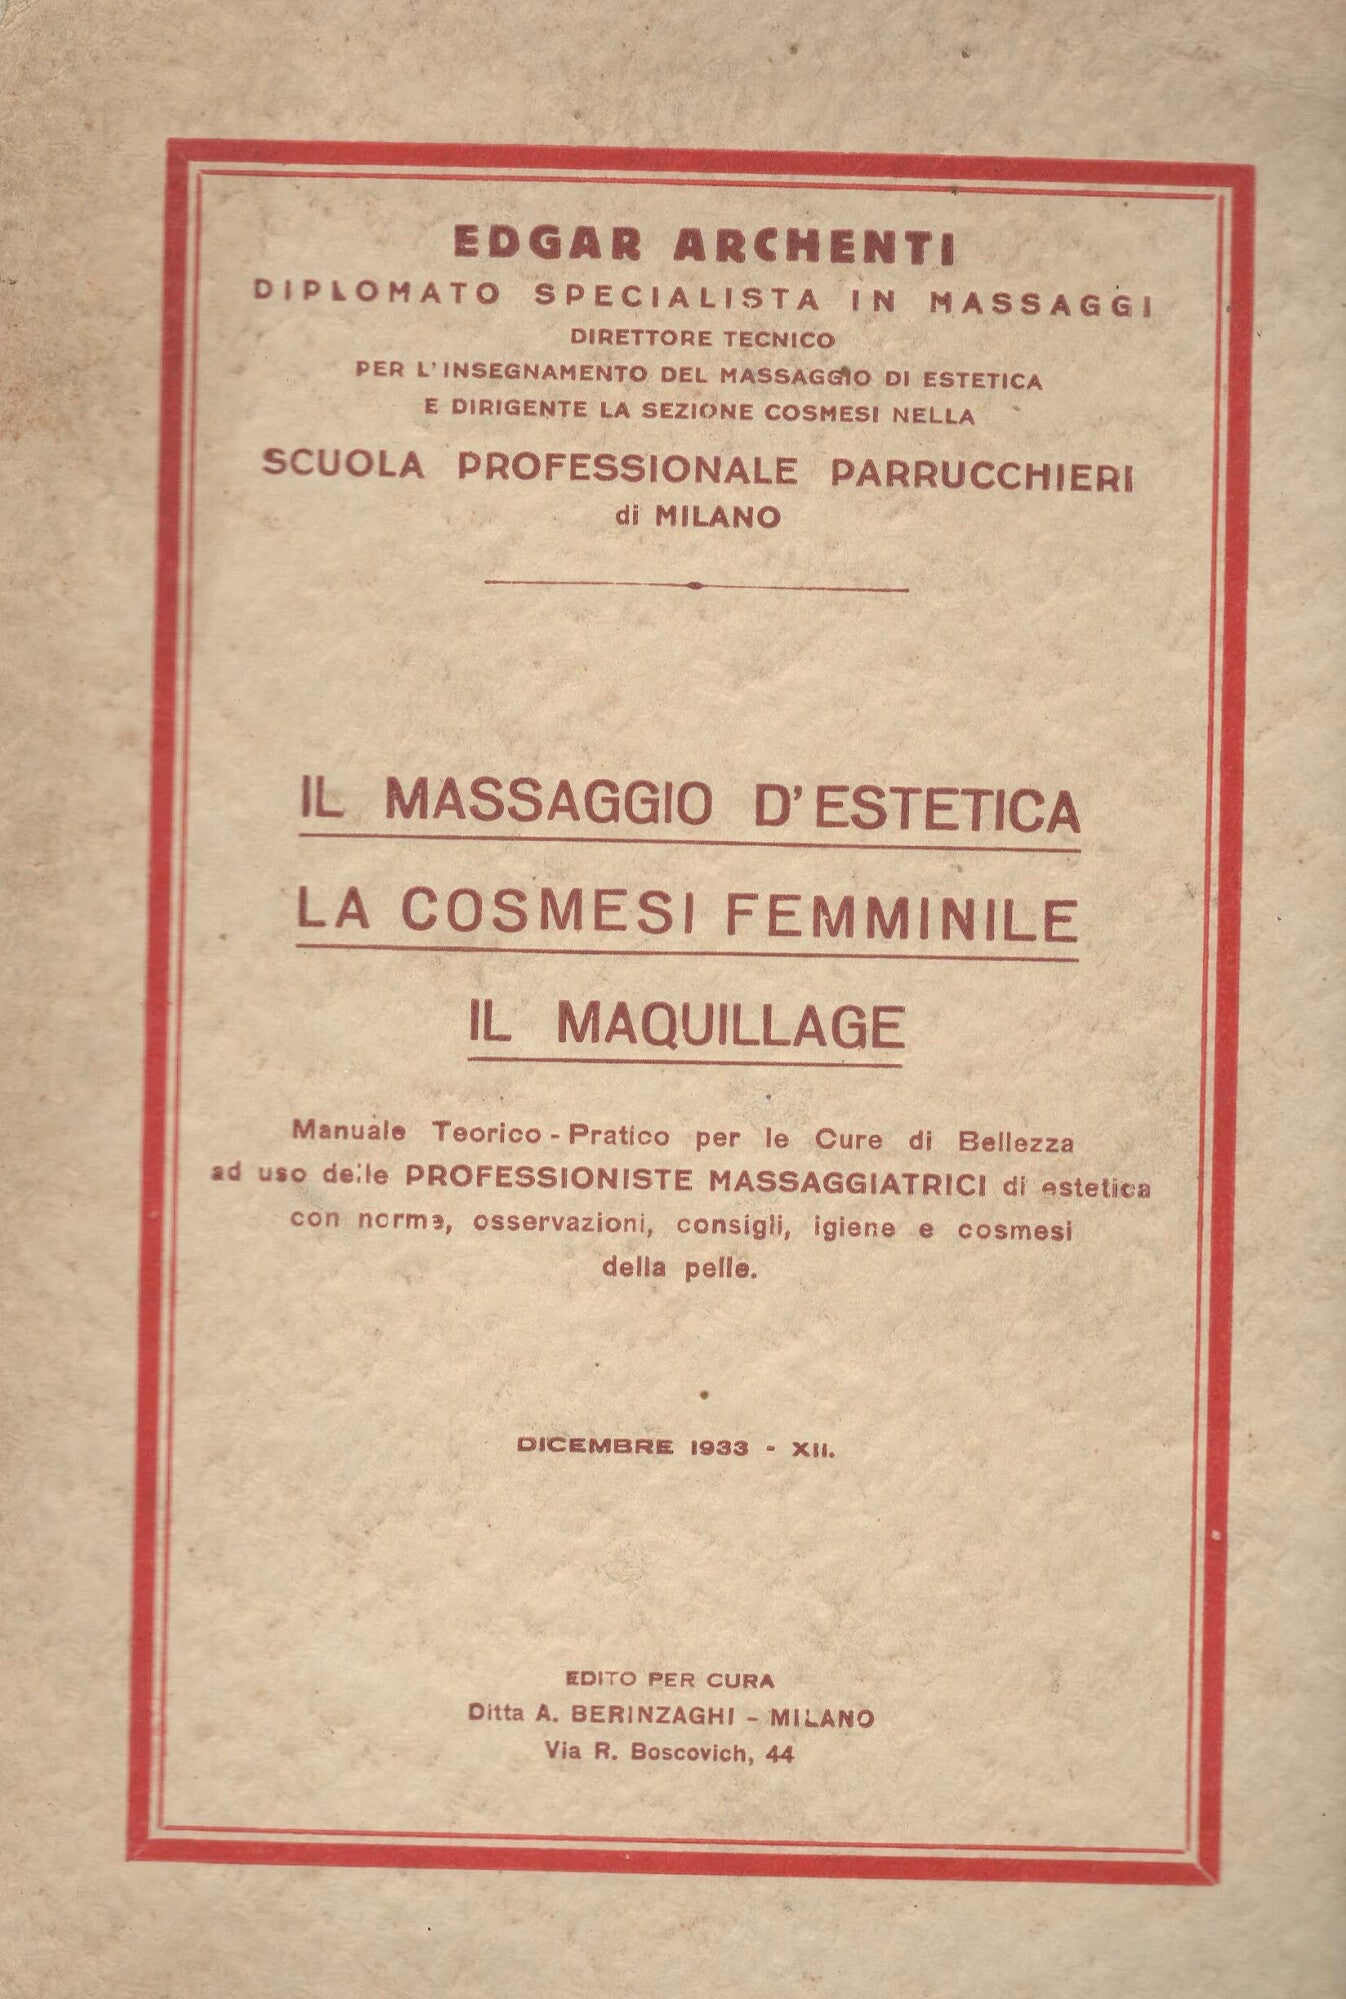 EDGAR ARCHENTI
DIPLOMATO SPECIALISTA IN MASSAGGI
DIRETTORE TECNICO
PER L'INSEGNAMENTO DEL MASSAGGIO DI ESTETICA
E DIRIGENTE LA SEZIONE COSMESI NELLA
SCUOLA PROFESSIONALE PARRUCCHIERI
di MILANO
IL MASSAGGIO D'ESTETICA
LA COSMESI FEMMINILE
IL MAQUILLAGE
Manuale Teorico - Pratico per le Cure di Bellezza
ad uso delle PROFESSIONISTE MASSAGGIATRICI di estetica
con norme, osservazioni, consigli, igiene e cosmesi
della pelle.
DICEMBRE 1933 - XII.
EDITO PER CURA
Ditta A. BERINZAGHI - MILANO
Via R. Boscovich, 44